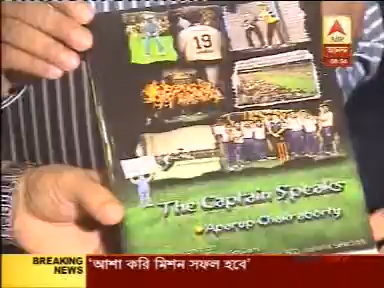 19
ABP
আনন্দ
The Captain Speaks
Aparup Chakraborty
BREAKING
NEWS
'আশা করি মিশন সফল হবে'